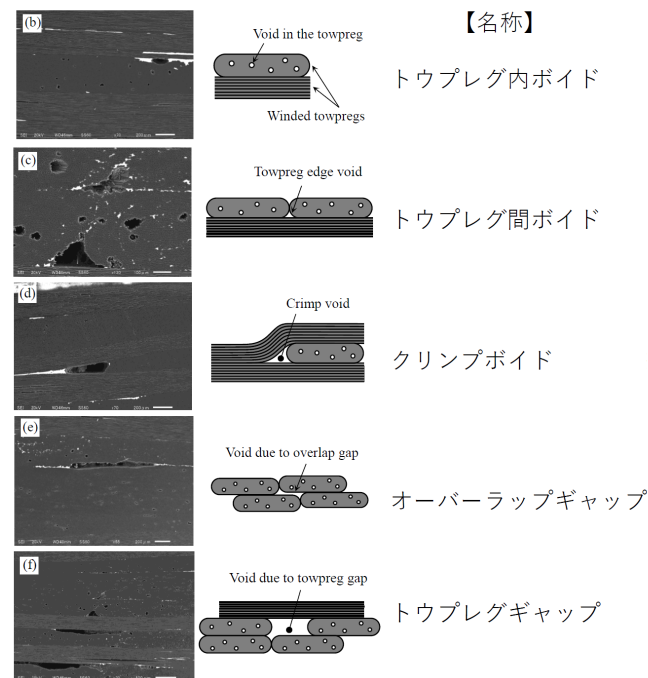 (b)
Void in the towpreg
Winded towpregs
【名称】
トウプレグ内ボイド
(c)
Towpreg edge void
トウプレグ間ボイド
(d)
Crimp void
クリンプボイド
(e)
Void due to overlap gap
オーバーラップギャップ
(f)
Void due to towpreg gap
トウプレグギャップ